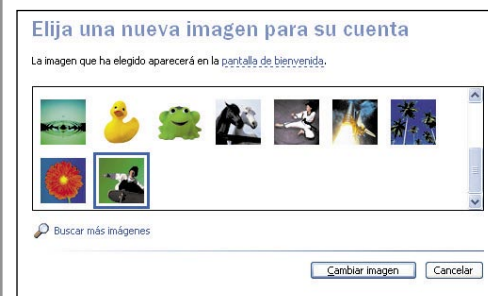 Elija una nueva imagen para su cuenta
La imagen que ha elegido aparecerá en la pantalla de bienvenida.
Buscar más imágenes
Cambiar imagen Cancelar